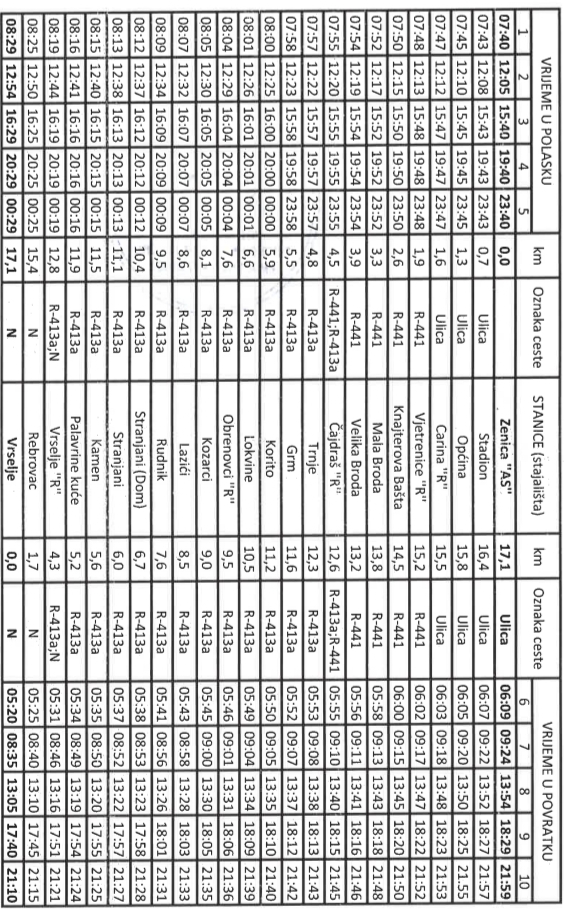 VRIJEME U POLASKU km Oznaka ceste STANICE (stajališta) km Oznaka ceste VRIJEME U POVRATKU
1 2 3 4 5 6 7 8 9 10
07:40 12:05 15:40 19:40 23:40 0,0 Zenica "AS" 17,1 Ulica 06:09 09:24 13:54 18:29 21:59
07:43 12:08 15:43 19:43 23:43 0,7 Ulica Stadion 16,4 Ulica 06:07 09:22 13:52 18:27 21:57
07:45 12:10 15:45 19:45 23:45 1,3 Ulica Općina 15,8 Ulica 06:05 09:20 13:50 18:25 21:55
07:47 12:12 15:47 19:47 23:47 1,6 Ulica Carina "R" 15,5 Ulica 06:03 09:18 13:48 18:23 21:53
07:48 12:13 15:48 19:48 23:48 1,9 R-441 Vjetrenice "R" 15,2 R-441 06:02 09:17 13:47 18:22 21:52
07:50 12:15 15:50 19:50 23:50 2,6 R-441 Knajterova Bašta 14,5 R-441 06:00 09:15 13:45 18:20 21:50
07:52 12:17 15:52 19:52 23:52 3,3 R-441 Mala Broda 13,8 R-441 05:58 09:13 13:43 18:18 21:48
07:54 12:19 15:54 19:54 23:54 3,9 R-441 Velika Broda 13,2 R-441 05:56 09:11 13:41 18:16 21:46
07:55 12:20 15:55 19:55 23:55 4,5 R-441;R-413a Čajdraš "R" 12,6 R-413a;R-441 05:55 09:10 13:40 18:15 21:45
07:57 12:22 15:57 19:57 23:57 4,8 R-413a Trnje 12,3 R-413a 05:53 09:08 13:38 18:13 21:43
07:58 12:23 15:58 19:58 23:58 5,5 R-413a Grm 11,6 R-413a 05:52 09:07 13:37 18:12 21:42
08:00 12:25 16:00 20:00 00:00 5,9 R-413a Korito 11,2 R-413a 05:50 09:05 13:35 18:10 21:40
08:01 12:26 16:01 20:01 00:01 6,6 R-413a Lokvine 10,5 R-413a 05:49 09:04 13:34 18:09 21:39
08:04 12:29 16:04 20:04 00:04 7,6 R-413a Obrenovci "R" 9,5 R-413a 05:46 09:01 13:31 18:06 21:36
08:05 12:30 16:05 20:05 00:05 8,1 R-413a Kozarci 9,0 R-413a 05:45 09:00 13:30 18:05 21:35
08:07 12:32 16:07 20:07 00:07 8,6 R-413a Lazići 8,5 R-413a 05:43 08:58 13:28 18:03 21:33
08:09 12:34 16:09 20:09 00:09 9,5 R-413a Rudnik 7,6 R-413a 05:41 08:56 13:26 18:01 21:31
08:12 12:37 16:12 20:12 00:12 10,4 R-413a Stranjani (Dom) 6,7 R-413a 05:38 08:53 13:23 17:58 21:28
08:13 12:38 16:13 20:13 00:13 11,1 R-413a Stranjani 6,0 R-413a 05:37 08:52 13:22 17:57 21:27
08:15 12:40 16:15 20:15 00:15 11,5 R-413a Kamen 5,6 R-413a 05:35 08:50 13:20 17:55 21:25
08:16 12:41 16:16 20:16 00:16 11,9 R-413a Palavrine kuće 5,2 R-413a 05:34 08:49 13:19 17:54 21:24
08:19 12:44 16:19 20:19 00:19 12,8 R-413a;N Vrselje "R" 4,3 R-413a;N 05:31 08:46 13:16 17:51 21:21
08:25 12:50 16:25 20:25 00:25 15,4 N Rebrovac 1,7 N 05:25 08:40 13:10 17:45 21:15
08:29 12:54 16:29 20:29 00:29 17,1 N Vrselje 0,0 N 05:20 08:35 13:05 17:40 21:10